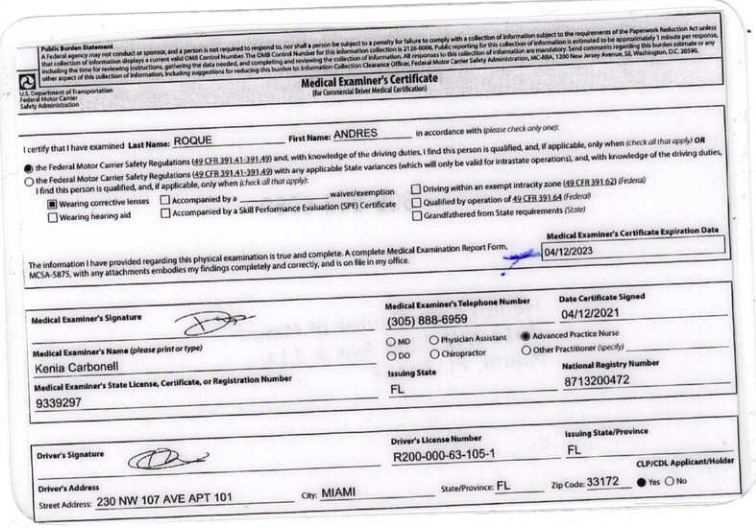 Public Burden Statement
A Federal agency may not conduct or sponsor, and a person is not required to respond to, nor shall a person be subject to a penalty for failure to comply with a collection of information subject to the requirements of the Paperwork Reduction Act unless
that collection of information displays a current valid OMB Control Number. The OMB Control Number for this information collection is 2126-0006. Public reporting for this collection of information is estimated to be approximately 1 minute per response,
including the time for reviewing instructions, gathering the data needed, and completing and reviewing the collection of information. All responses to this collection of information are mandatory. Send comments regarding this burden estimate or any
other aspect of this collection of information, including suggestions for reducing this burden to: Information Collection Clearance Officer, Federal Motor Carrier Safety Administration, MC-RRA, 1200 New Jersey Avenue, SE, Washington, D.C. 20590.
U.S. Department of Transportation
Federal Motor Carrier
Safety Administration
Medical Examiner's Certificate
(for Commercial Driver Medical Certification)
I certify that I have examined Last Name: ROQUE First Name: ANDRES in accordance with (please check only one):
the Federal Motor Carrier Safety Regulations (49 CFR 391.41-391.49) and, with knowledge of the driving duties, I find this person is qualified, and, if applicable, only when (check all that apply) OR
the Federal Motor Carrier Safety Regulations (49 CFR 391.41-391.49) with any applicable State variances (which will only be valid for intrastate operations), and, with knowledge of the driving duties,
I find this person is qualified, and, if applicable, only when (check all that apply):
Wearing corrective lenses Accompanied by a waiver/exemption Driving within an exempt intracity zone (49 CFR 391.62) (Federal)
Wearing hearing aid Accompanied by a Skill Performance Evaluation (SPE) Certificate Qualified by operation of 49 CFR 391.64 (Federal)
Grandfathered from State requirements (State)
The information I have provided regarding this physical examination is true and complete. A complete Medical Examination Report Form,
MCSA-5875, with any attachments embodies my findings completely and correctly, and is on file in my office.
Medical Examiner's Certificate Expiration Date
04/12/2023
Medical Examiner's Signature
Medical Examiner's Telephone Number
(305) 888-6959
Date Certificate Signed
04/12/2021
Medical Examiner's Name (please print or type)
Kenia Carbonell
MD Physician Assistant Advanced Practice Nurse
DO Chiropractor Other Practitioner (specify)
Medical Examiner's State License, Certificate, or Registration Number
9339297
Issuing State
FL
National Registry Number
8713200472
Driver's Signature
Driver's License Number
R200-000-63-105-1
Issuing State/Province
FL
Driver's Address
Street Address: 230 NW 107 AVE APT 101 City: MIAMI State/Province: FL Zip Code: 33172
CLP/CDL Applicant/Holder
Yes No